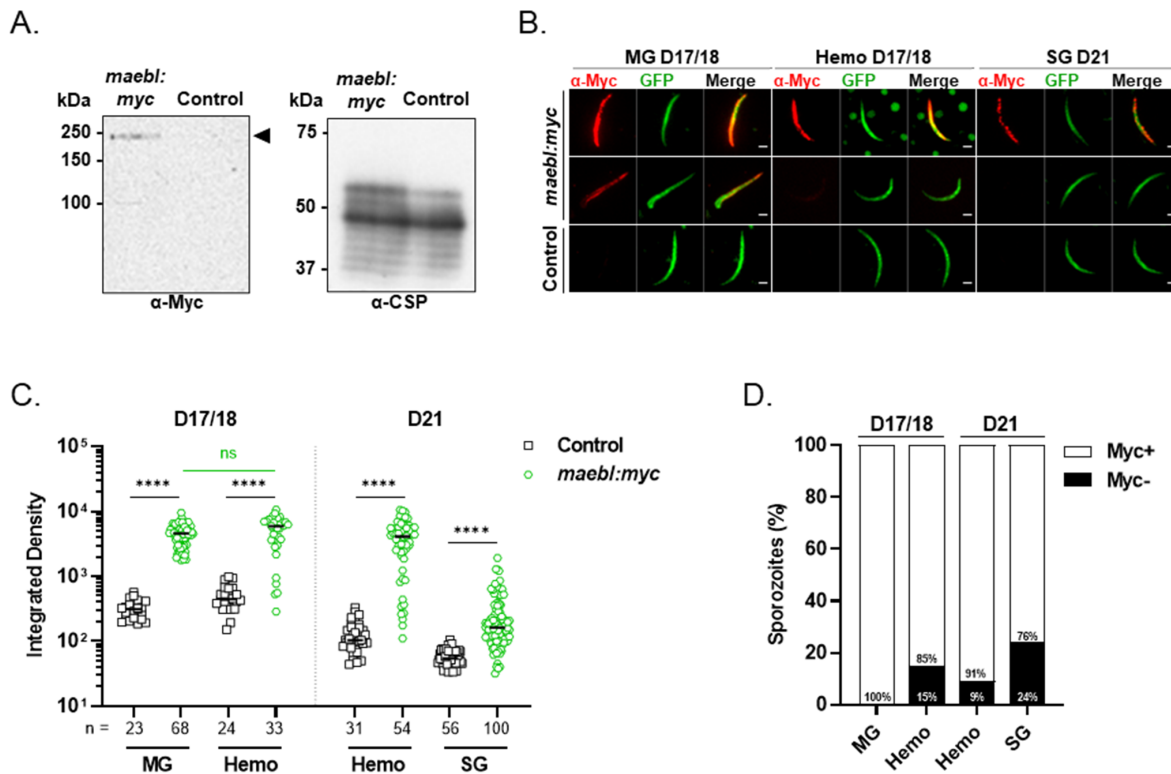 A.
maebl:
myc Control
kDa
250
150
100
α-Myc
maebl:
myc Control
kDa
75
50
37
α-CSP
B.
MG D17/18 Hemo D17/18 SG D21
α-Myc GFP Merge α-Myc GFP Merge α-Myc GFP Merge
maebl:myc
Control
C.
D17/18 D21
Control
maebl:myc
ns
**** **** **** ****
Integrated Density
10⁵
10⁴
10³
10²
10¹
n = 23 68 24 33 31 54 56 100
MG Hemo Hemo SG
D.
D17/18 D21
Myc+
Myc-
Sporozoites (%)
100
80
60
40
20
0
85% 91% 76%
100% 15% 9% 24%
MG Hemo Hemo SG